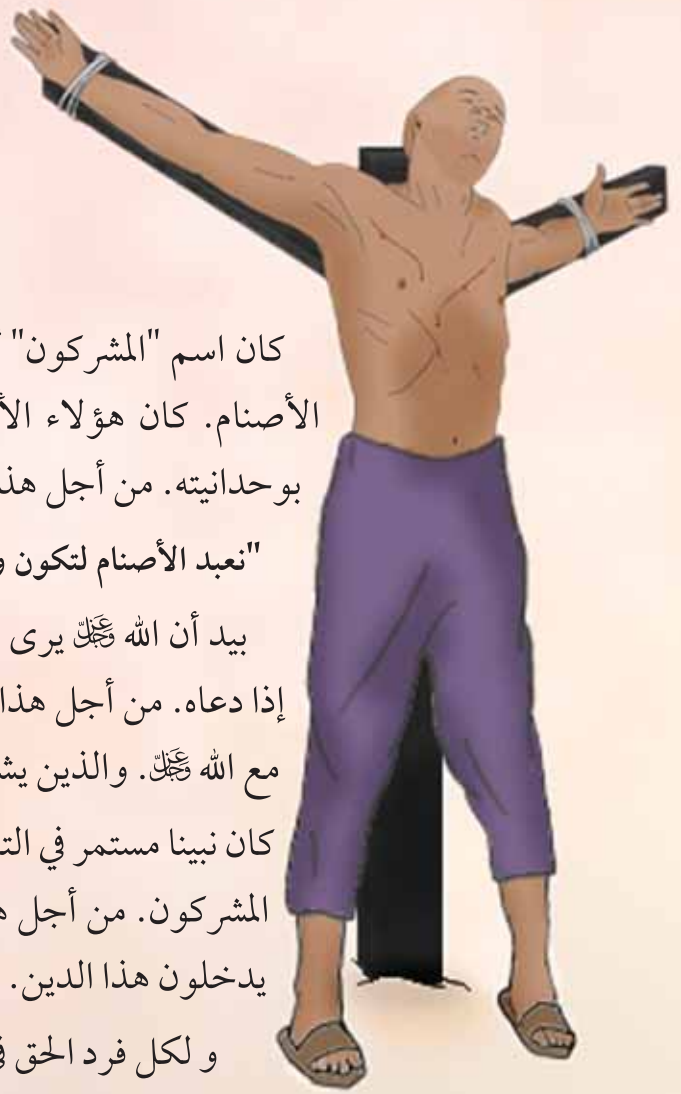 كان اسم "المشركون"
الأصنام. كان هؤلاء
بوحدانيته. من أجل
"نعبد الأصنام لتكون
بيد أن الله ﷻ يرى
إذا دعاه. من أجل هذا
مع الله ﷻ. والذين
كان نبينا مستمر في
المشركون. من أجل
يدخلون هذا الدين.
و لكل فرد الحق